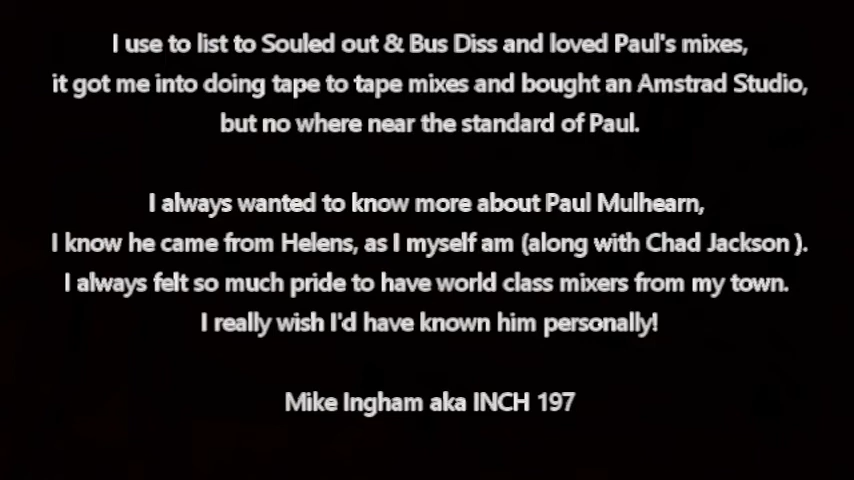 I use to list to Souled out & Bus Diss and loved Paul's mixes,
it got me into doing tape to tape mixes and bought an Amstrad Studio,
but no where near the standard of Paul.
I always wanted to know more about Paul Mulhearn,
I know he came from Helens, as I myself am (along with Chad Jackson ).
I always felt so much pride to have world class mixers from my town.
I really wish I'd have known him personally!
Mike Ingham aka INCH 197